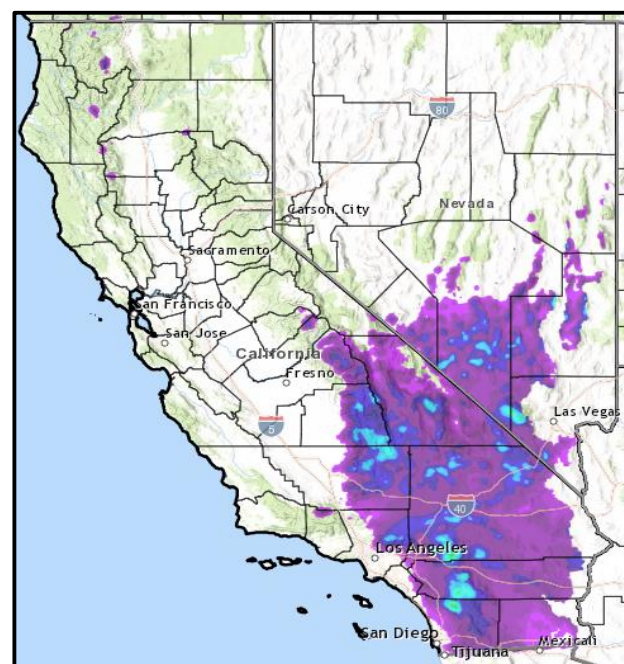 80
Nevada
Carson City
Sacramento
San Francisco
San Jose
California
Fresno
5
Las Vegas
40
Los Angeles
San Diego
Tijuana
Mexicali